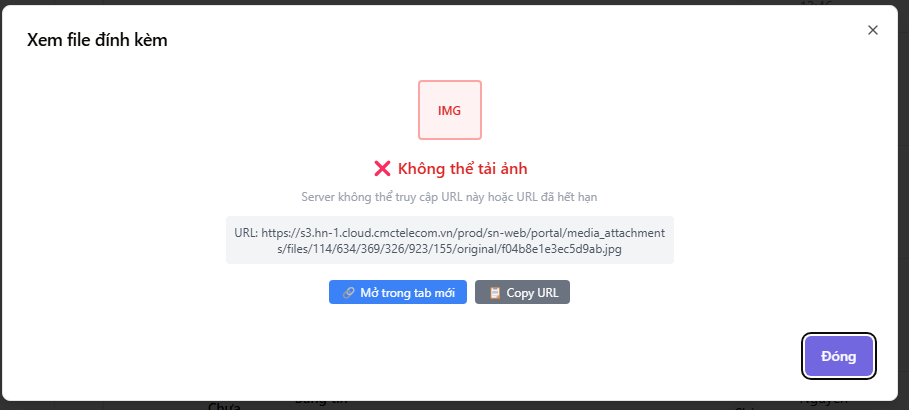 Xem file đính kèm
×
IMG
❌ Không thể tải ảnh
Server không thể truy cập URL này hoặc URL đã hết hạn
URL: https://s3.hn-1.cloud.cmctelecom.vn/prod/sn-web/portal/media_attachment
s/files/114/634/369/326/923/155/original/f04b8e1e3ec5d9ab.jpg
🔗 Mở trong tab mới
📋 Copy URL
Đóng